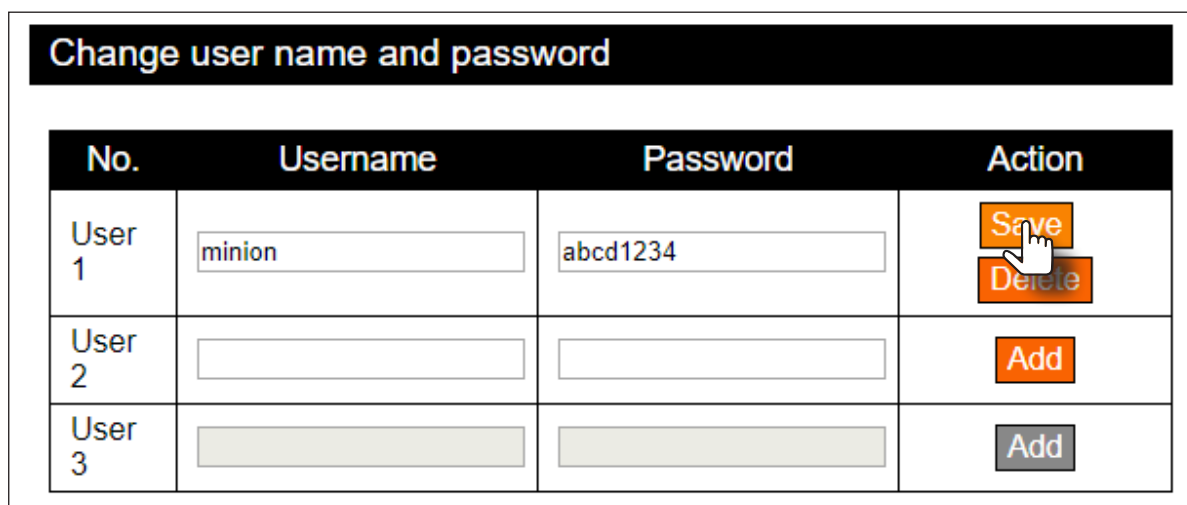 Change user name and password
No. Username Password Action
User 1 minion abcd1234 Save
Delete
User 2 Add
User 3 Add